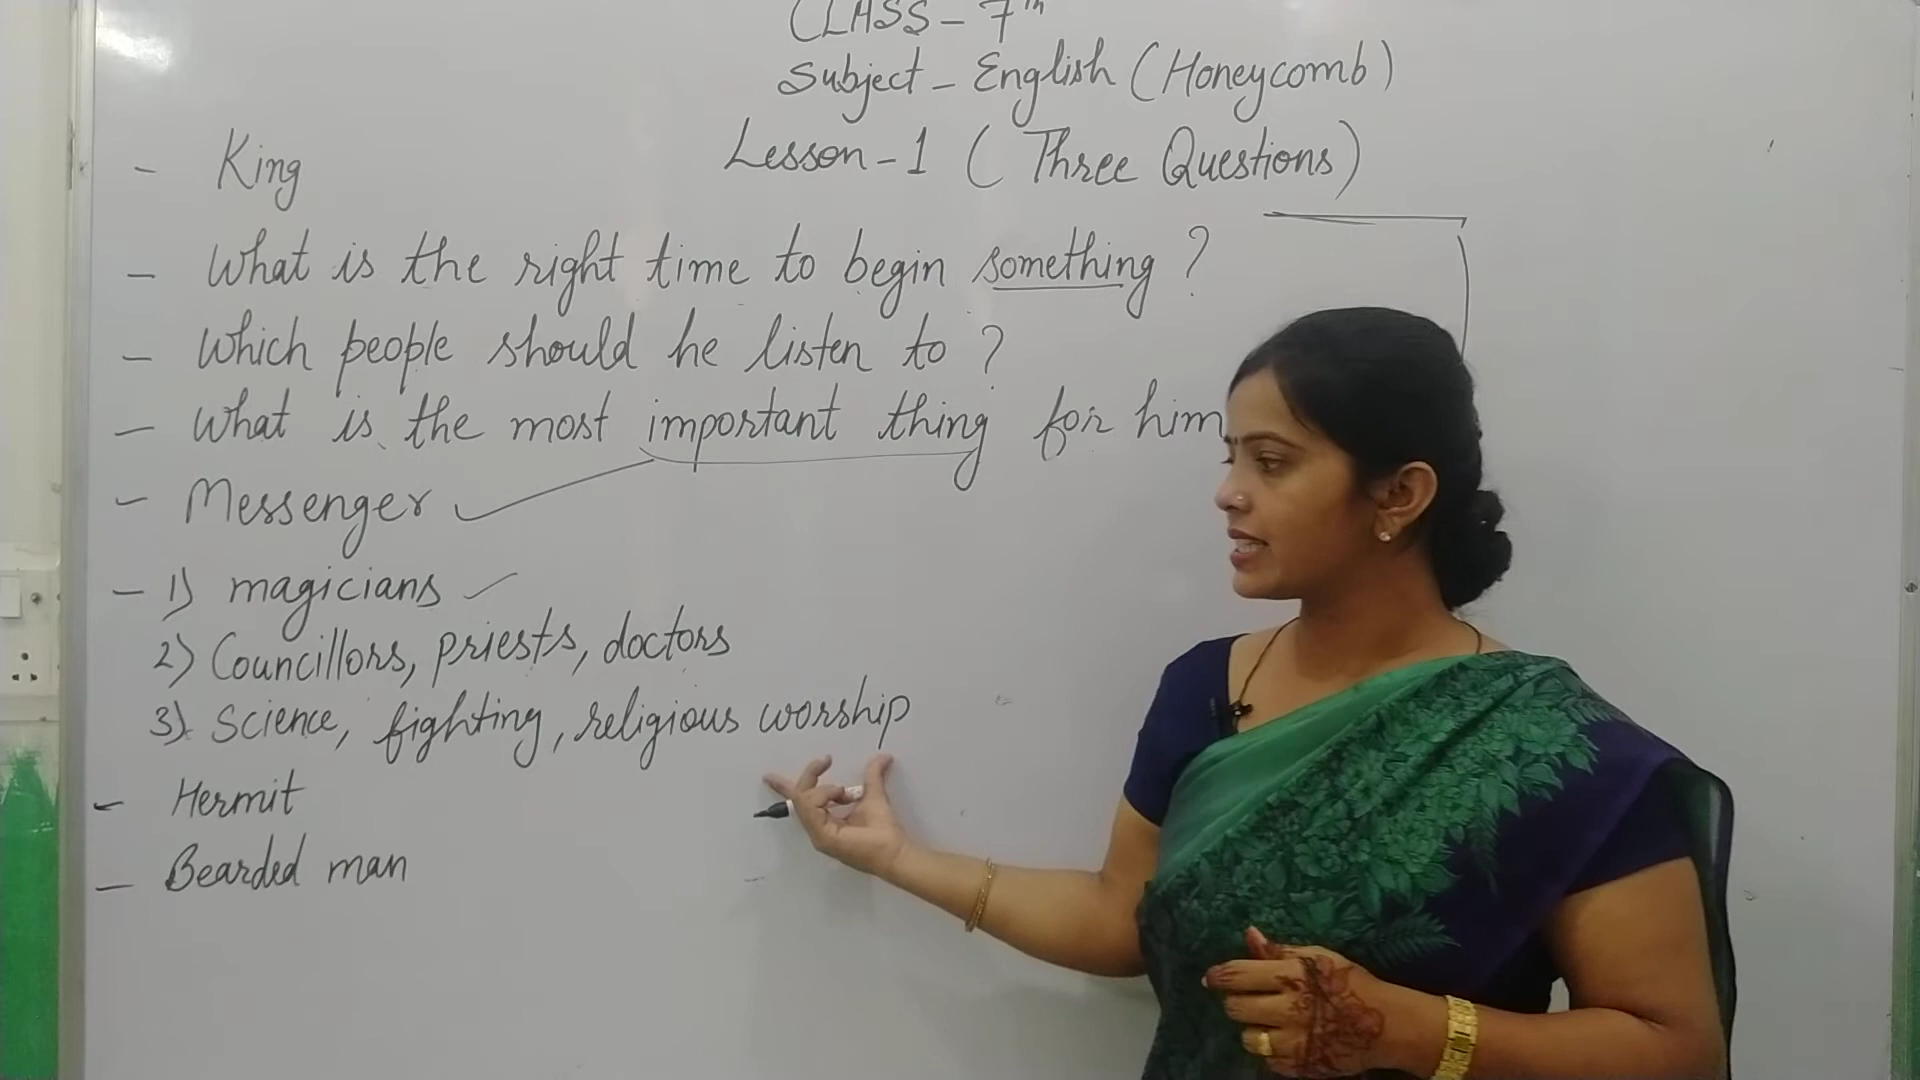 CLASS - 7th
Subject - English (Honeycomb)
Lesson - 1 (Three Questions)
- King
- What is the right time to begin something?
- Which people should he listen to?
- What is the most important thing for him
- Messenger
- 1) magicians
2) Councillors, priests, doctors
3) Science, fighting, religious worship
- Hermit
- Bearded man